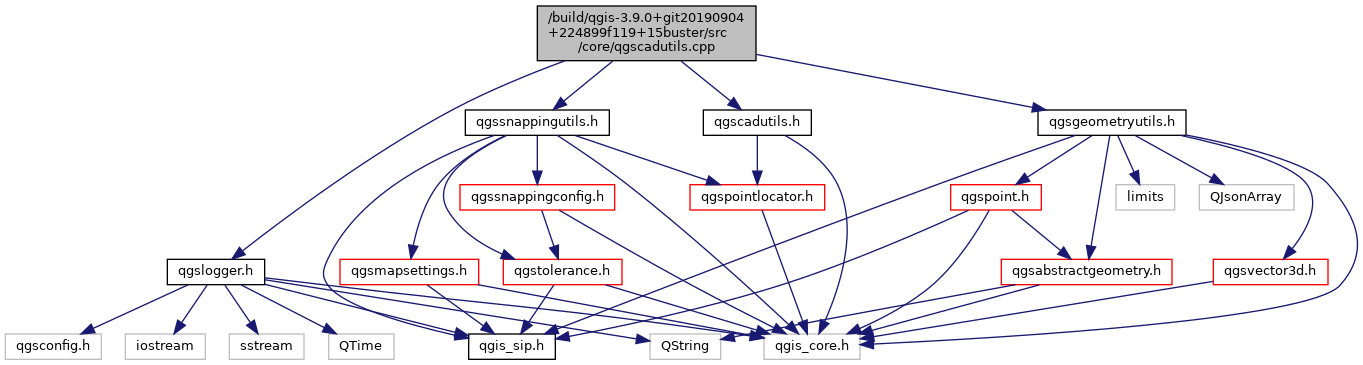 /build/qgis-3.9.0+git20190904
+224899f119+15buster/src
/core/qgscadutils.cpp
qgssnappingutils.h
qgscadutils.h
qgsgeometryutils.h
qgssnappingconfig.h
qgspointlocator.h
qgspoint.h
limits
QJsonArray
qgslogger.h
qgsmapsettings.h
qgstolerance.h
qgsabstractgeometry.h
qgsvector3d.h
qgsconfig.h
iostream
sstream
QTime
qgis_sip.h
QString
qgis_core.h